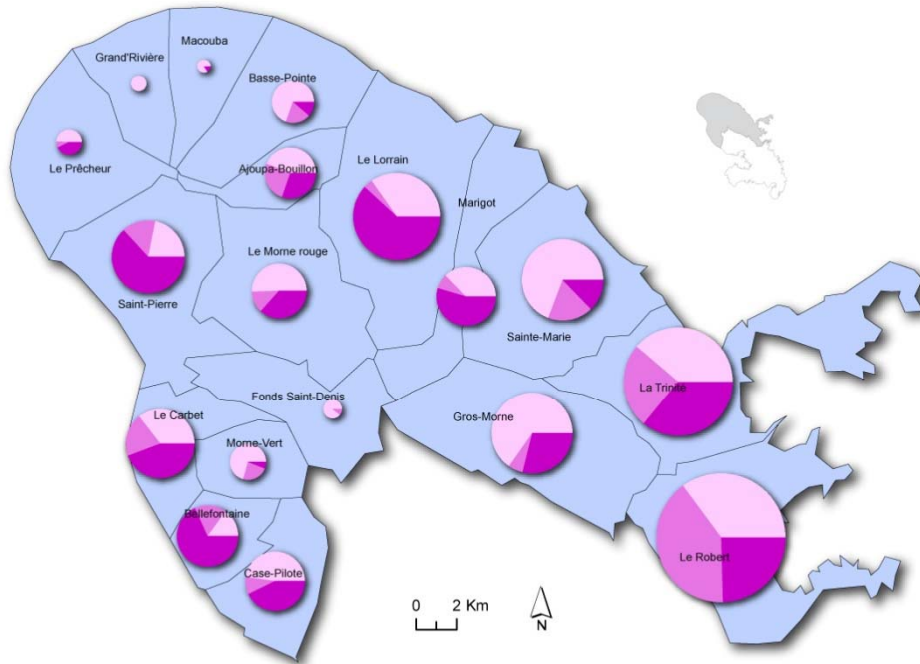 Macouba
Grand'Rivière
Basse-Pointe
Le Prêcheur
Ajoupa-Bouillon
Le Lorrain
Marigot
Le Morne rouge
Saint-Pierre
Sainte-Marie
La Trinité
Fonds Saint-Denis
Le Carbet
Gros-Morne
Morne-Vert
Bellefontaine
Le Robert
Case-Pilote
0 2 Km
N